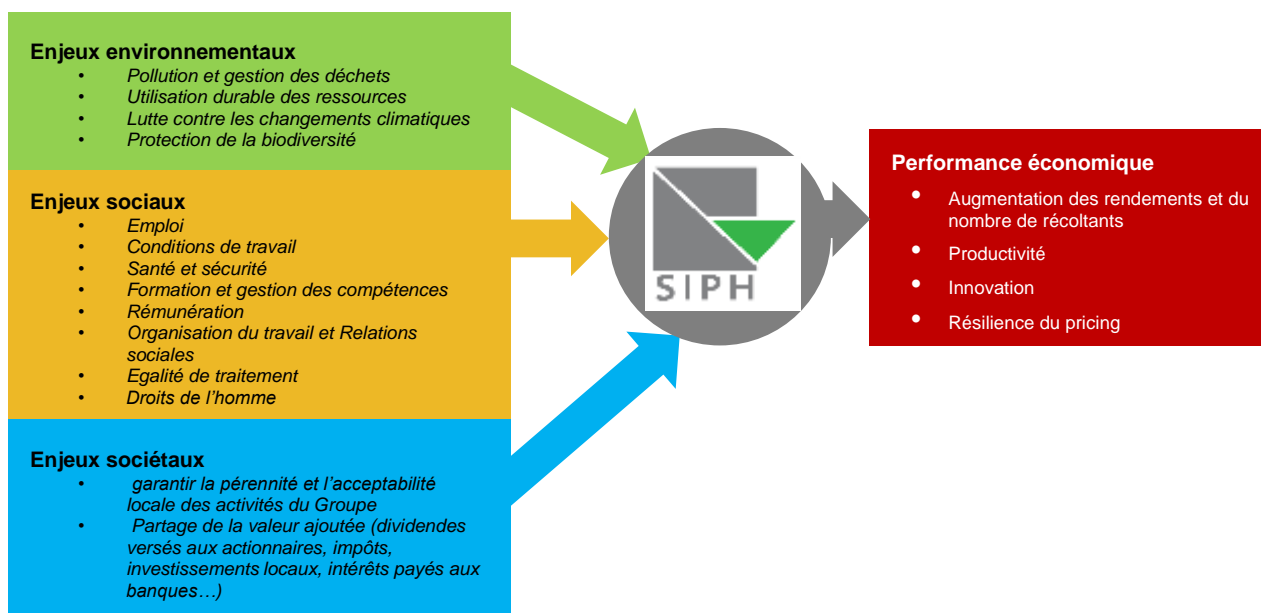 Enjeux environnementaux
• Pollution et gestion des déchets
• Utilisation durable des ressources
• Lutte contre les changements climatiques
• Protection de la biodiversité
Enjeux sociaux
• Emploi
• Conditions de travail
• Santé et sécurité
• Formation et gestion des compétences
• Rémunération
• Organisation du travail et Relations
sociales
• Egalité de traitement
• Droits de l'homme
Enjeux sociétaux
• garantir la pérennité et l'acceptabilité
locale des activités du Groupe
• Partage de la valeur ajoutée (dividendes
versés aux actionnaires, impôts,
investissements locaux, intérêts payés aux
banques…)
SIPH
Performance économique
• Augmentation des rendements et du
nombre de récoltants
• Productivité
• Innovation
• Résilience du pricing